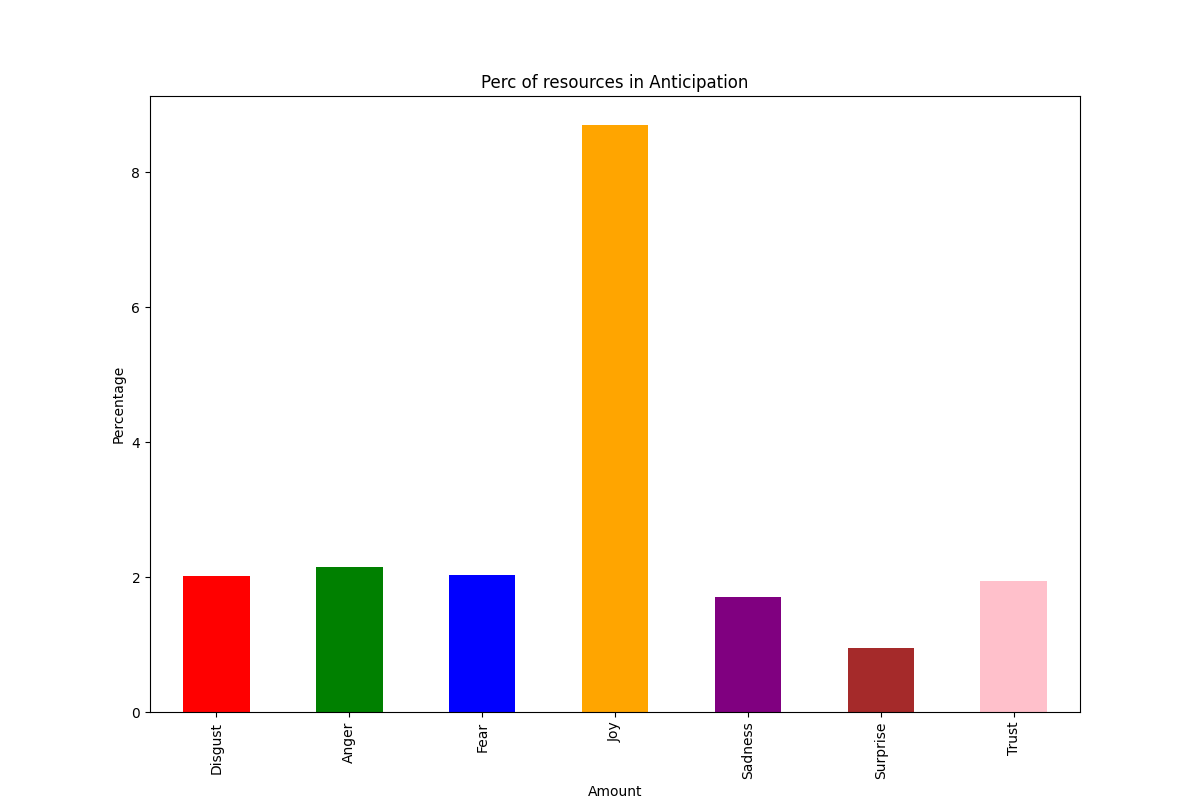 Perc of resources in Anticipation
Percentage
8
6
4
2
0
Disgust
Anger
Fear
Joy
Sadness
Surprise
Trust
Amount